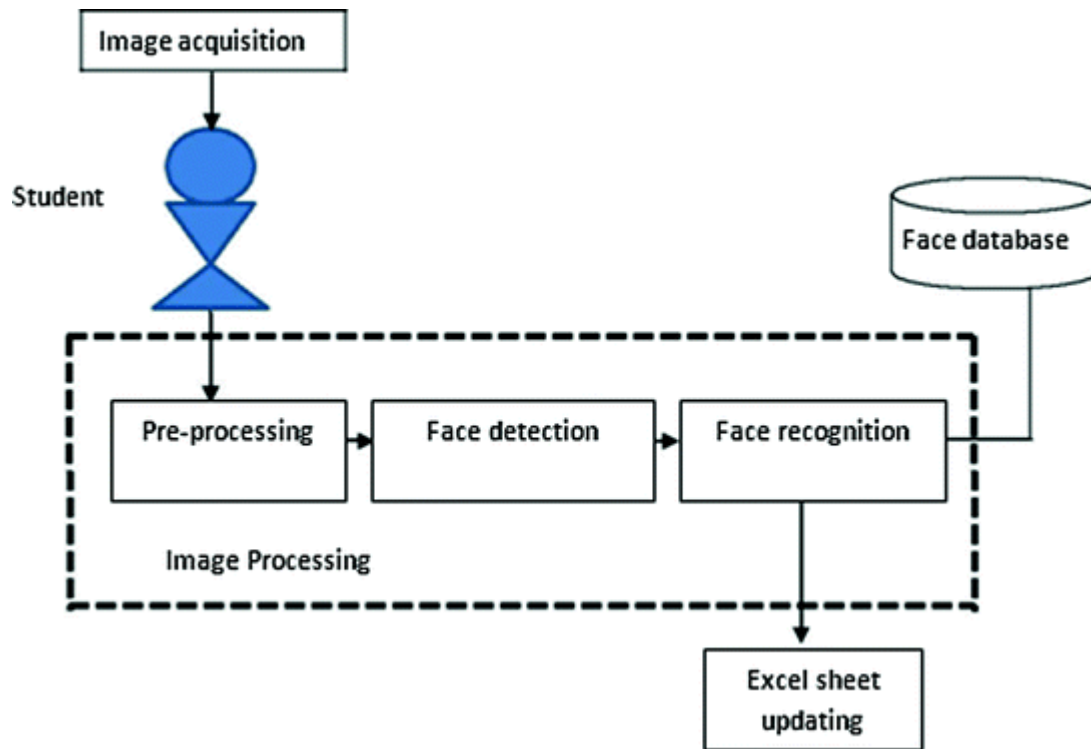 Image acquisition
Student
Face database
Pre-processing
Face detection
Face recognition
Image Processing
Excel sheet
updating